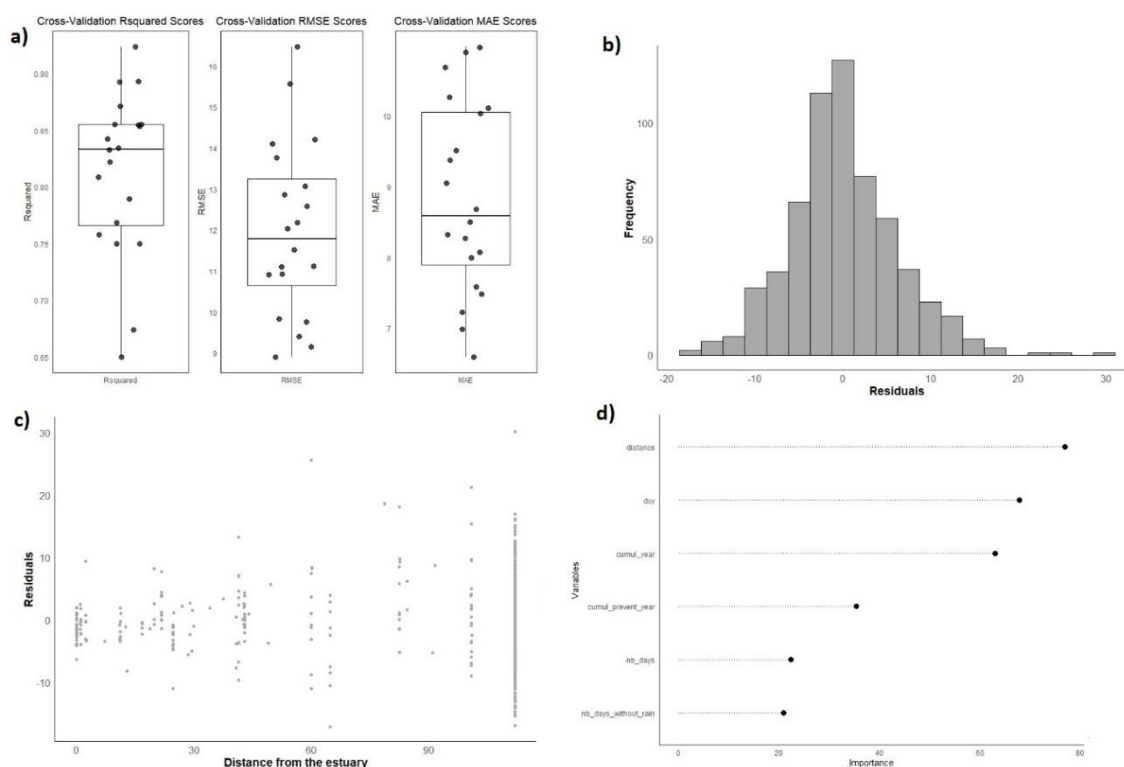 a)
Cross-Validation Rsquared Scores
Rsquared
0.90
0.85
0.80
0.75
0.70
0.65
Rsquared
Cross-Validation RMSE Scores
RMSE
16
15
14
13
12
11
10
9
RMSE
Cross-Validation MAE Scores
MAE
10
9
8
7
MAE
b)
Frequency
100
50
0
-20 -10 0 10 20 30
Residuals
c)
Residuals
30
20
10
0
-10
0 30 60 90
Distance from the estuary
d)
Variables
distance
day
cumul_year
cumul_prevent_year
nb_days
nb_days_without_rain
0 20 40 60 80
Importance